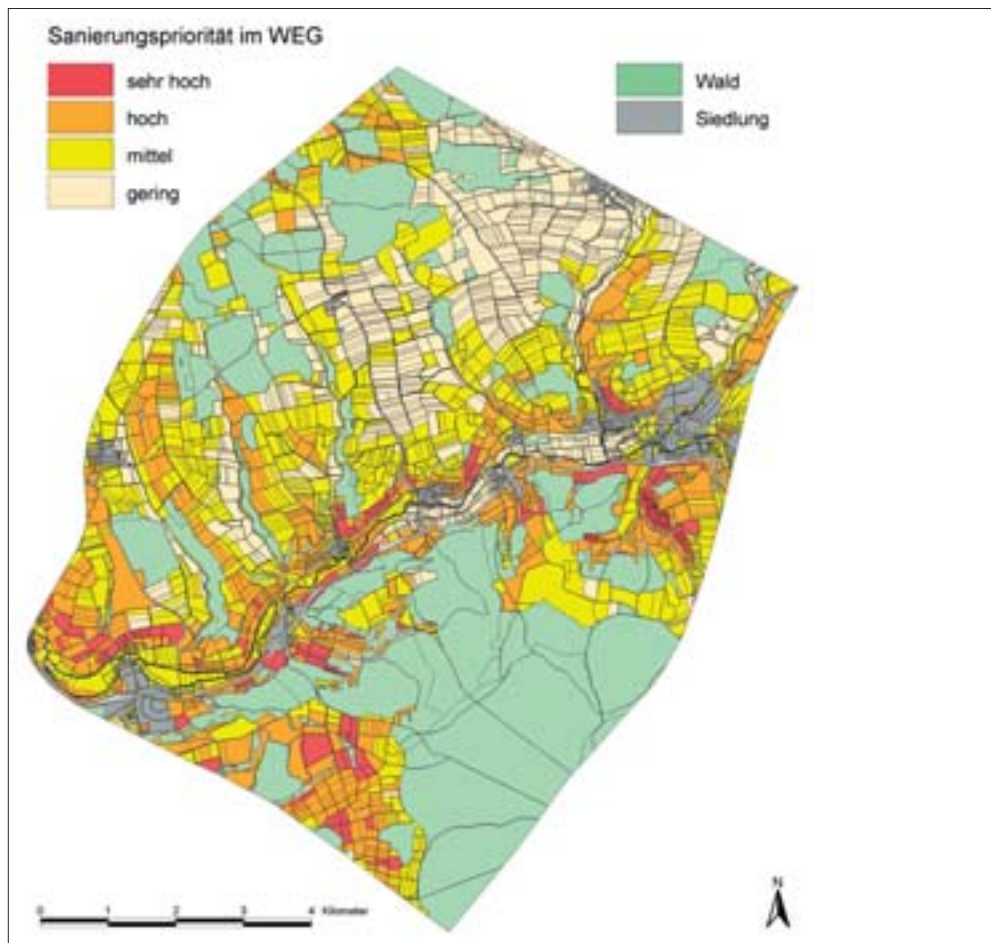 Sanierungspriorität im WEG
sehr hoch
hoch
mittel
gering
Wald
Siedlung
0 1 2 3 4 Kilometer
N